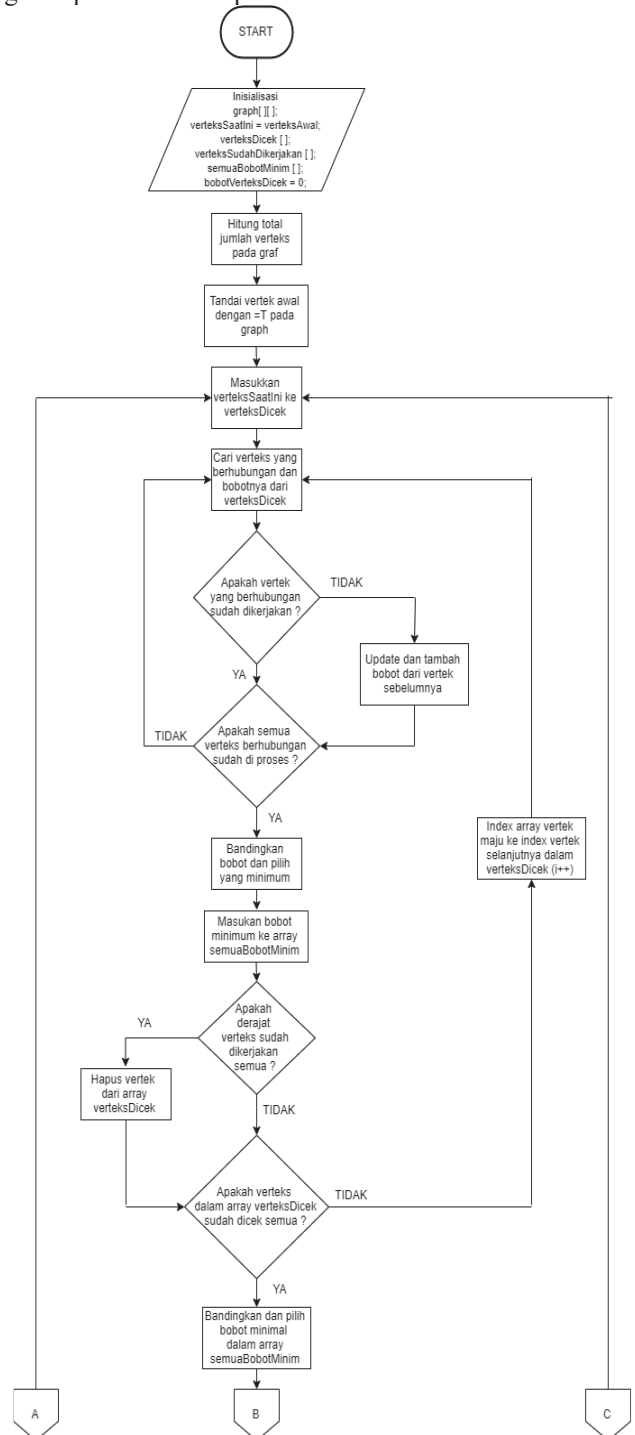 START
Inisialisasi
graph[ ][ ];
verteksSaatIni = verteksAwal;
verteksDicek [ ];
verteksSudahDikerjakan [ ];
semuaBobotMinim [ ];
bobotVerteksDicek = 0;
Hitung total
jumlah verteks
pada graf
Tandai vertek awal
dengan =T pada
graph
Masukkan
verteksSaatIni ke
verteksDicek
Cari verteks yang
berhubungan dan
bobotnya dari
verteksDicek
Apakah vertek
yang berhubungan
sudah dikerjakan ?
TIDAK
Update dan tambah
bobot dari vertek
sebelumnya
YA
Apakah semua
verteks berhubungan
sudah di proses ?
TIDAK
YA
Bandingkan
bobot dan pilih
yang minimum
Index array vertek
maju ke index vertek
selanjutnya dalam
verteksDicek (i++)
Masukan bobot
minimum ke array
semuaBobotMinim
Apakah
derajat
verteks sudah
dikerjakan
semua ?
YA
Hapus vertek
dari array
verteksDicek
TIDAK
Apakah verteks
dalam array verteksDicek
sudah dicek semua ?
TIDAK
YA
Bandingkan dan pilih
bobot minimal
dalam array
semuaBobotMinim
A
B
C